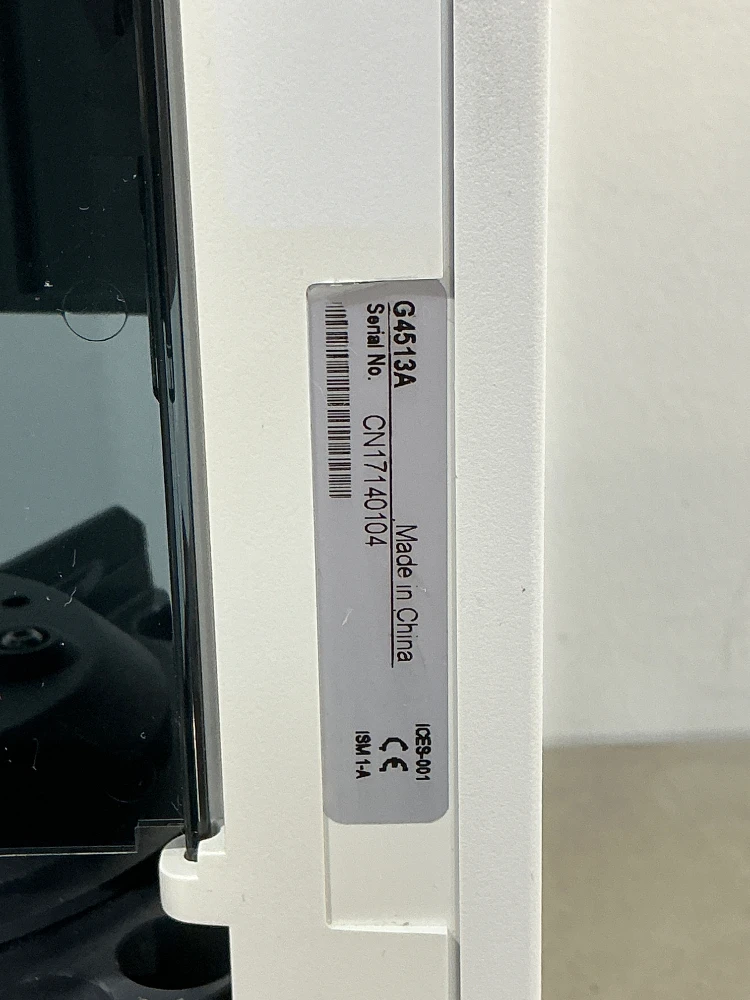 G4513A Made in China
Serial No. CN17140104
ICES-001
CE
ISM 1-A